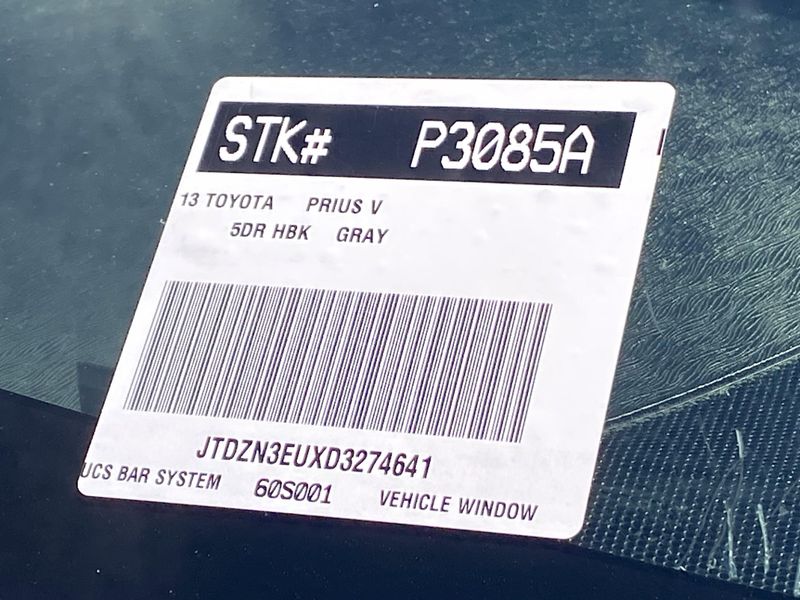 STK# P3085A
13 TOYOTA PRIUS V
5DR HBK GRAY
JTDZN3EUXD3274641
UCS BAR SYSTEM 60S001 VEHICLE WINDOW